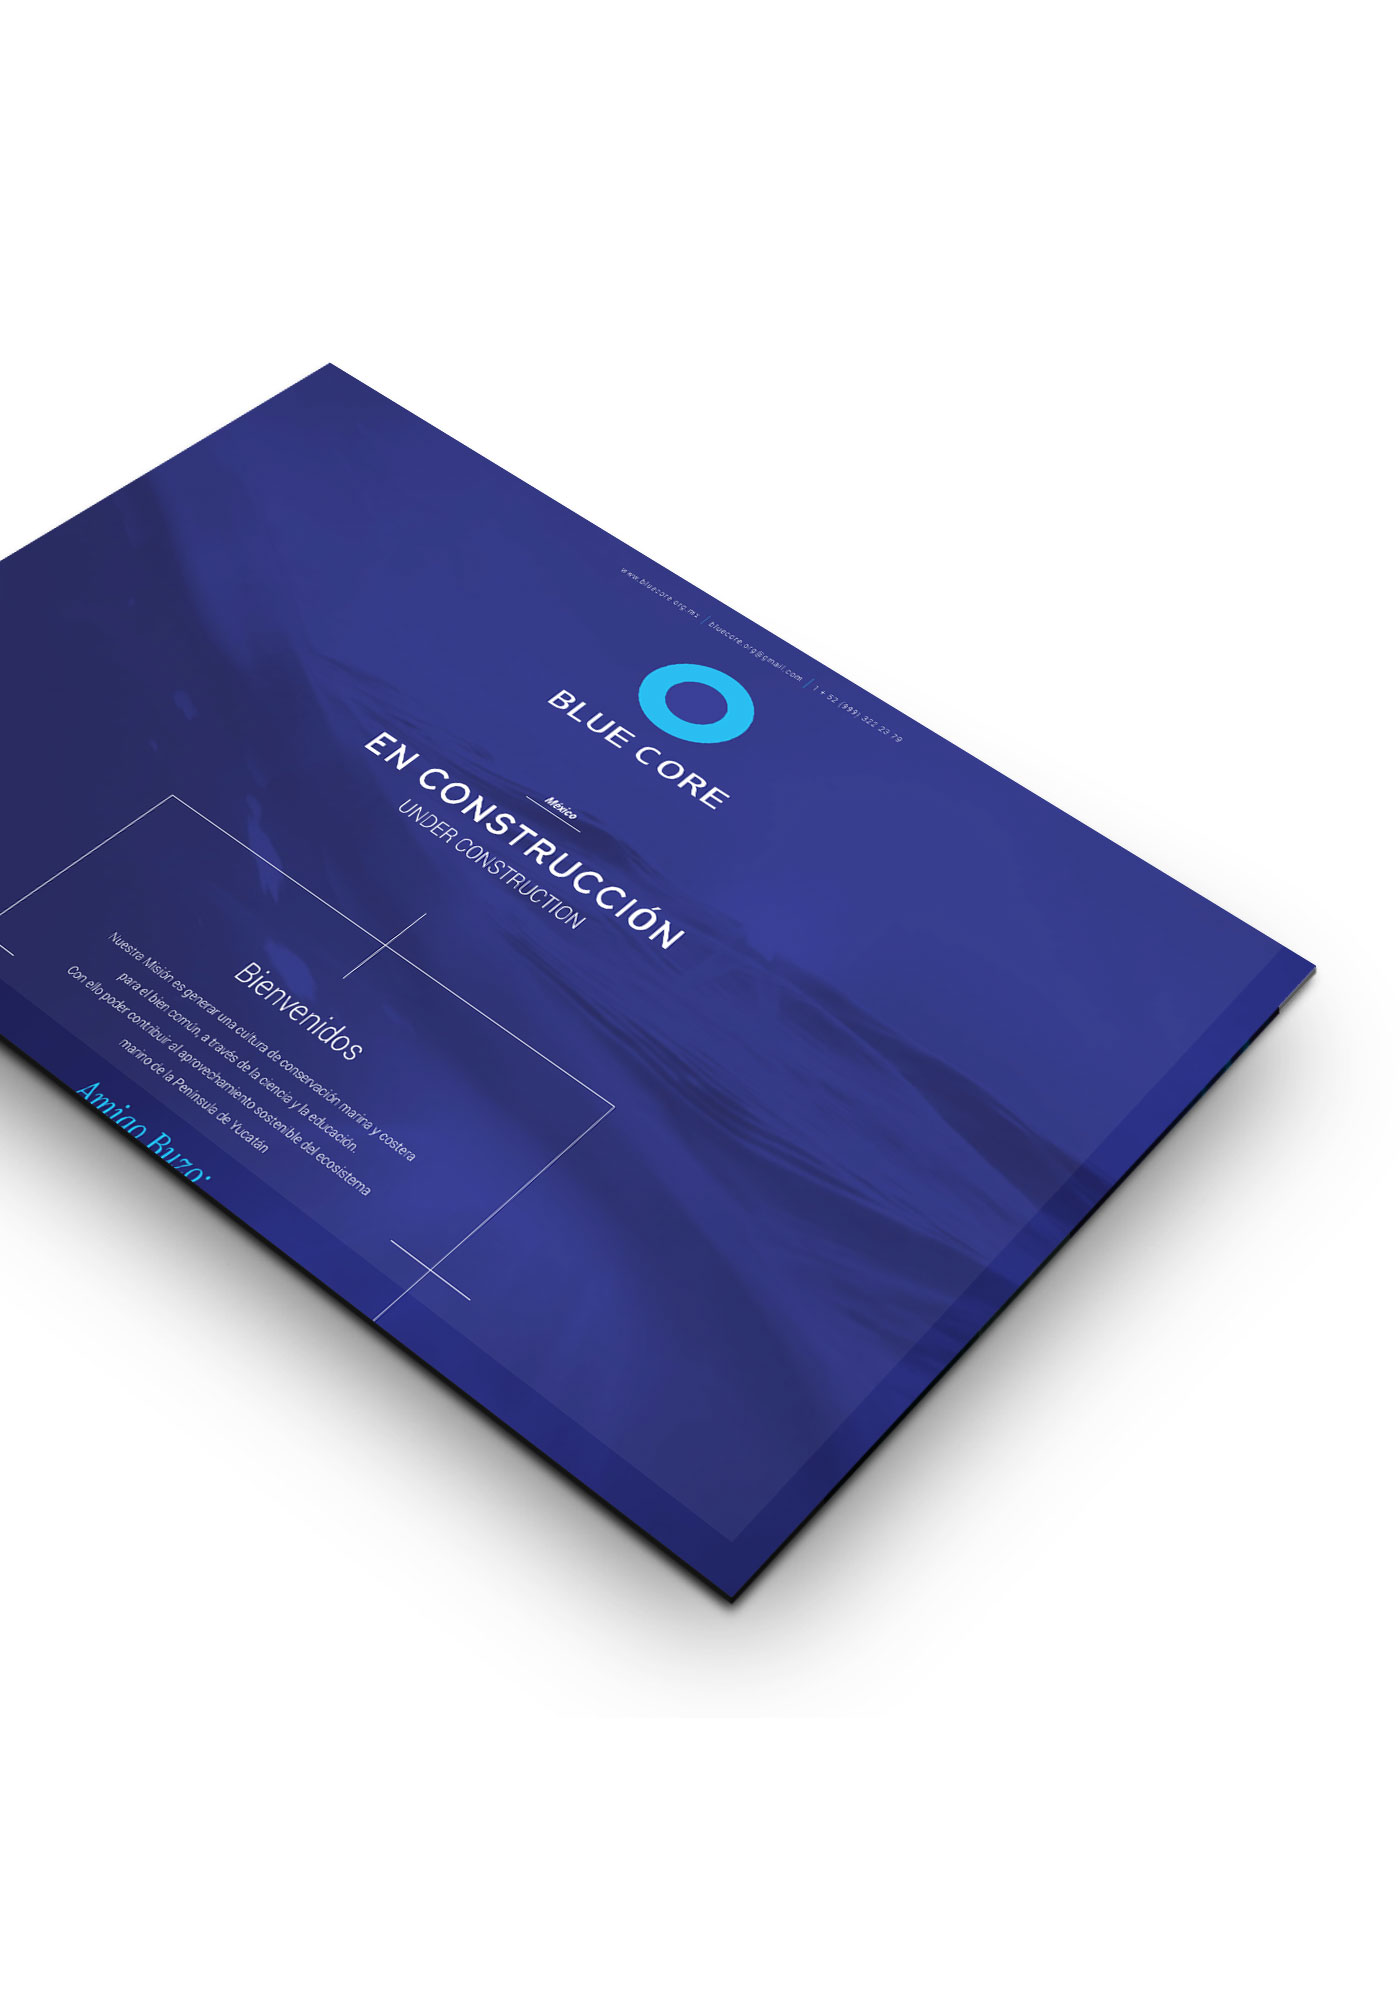 www.bluecore.org.mx | bluecore.org@gmail.com | 1 + 52 (999) 322 23 79
BLUE CORE
México
EN CONSTRUCCIÓN
UNDER CONSTRUCTION
Bienvenidos
Nuestra Misión es generar una cultura de conservación marina y costera
para el bien común, a través de la ciencia y la educación.
Con ello poder contribuir al aprovechamiento sostenible del ecosistema
marino de la Península de Yucatán
Amigo Buzo: